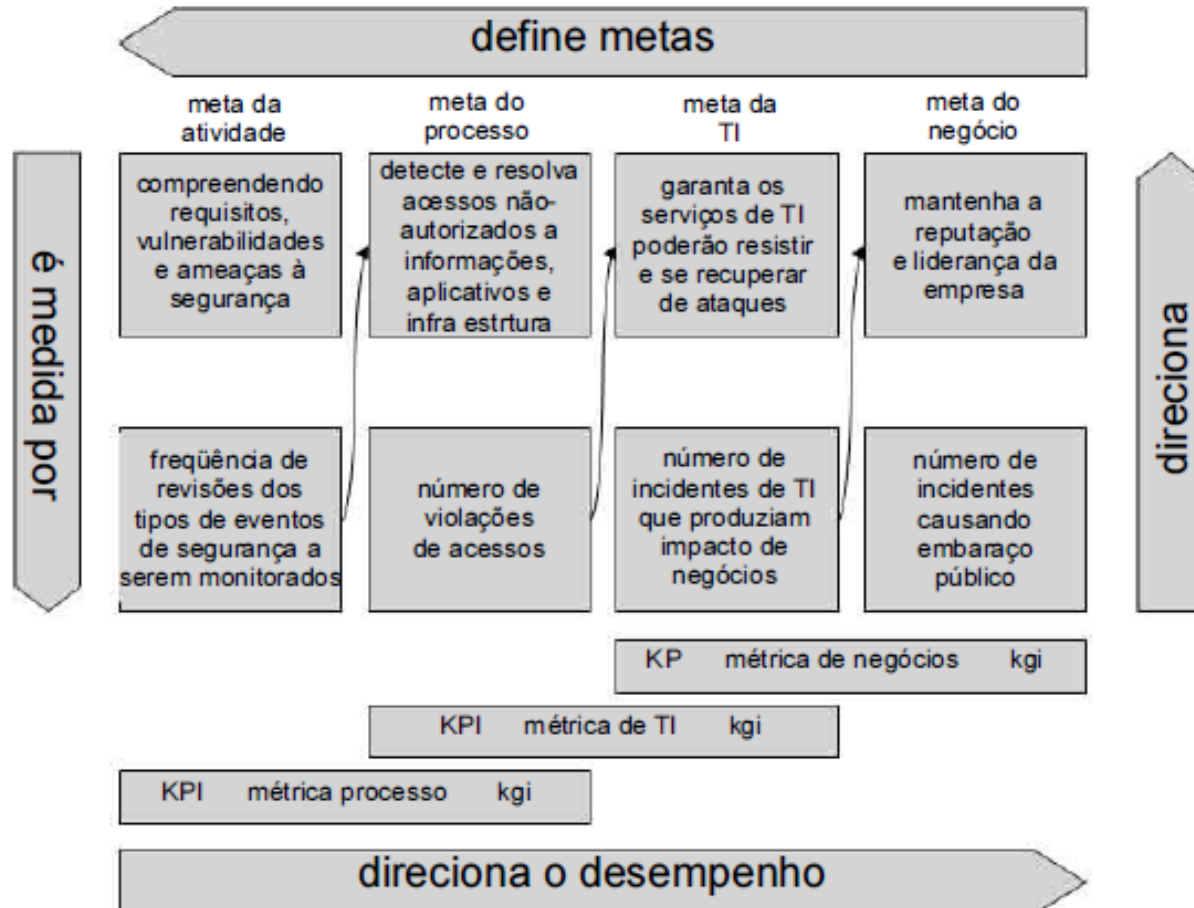 define metas
meta da
atividade
meta do
processo
meta da
TI
meta do
negócio
é medida por
compreendendo
requisitos,
vulnerabilidades
e ameaças à
segurança
detecte e resolva
acessos não-
autorizados a
informações,
aplicativos e
infra estrtura
garanta os
serviços de TI
poderão resistir
e se recuperar
de ataques
mantenha a
reputação
e liderança da
empresa
direciona
freqüência de
revisões dos
tipos de eventos
de segurança a
serem monitorados
número de
violações
de acessos
número de
incidentes de TI
que produziam
impacto de
negócios
número de
incidentes
causando
embaraço
público
KP métrica de negócios kgi
KPI métrica de TI kgi
KPI métrica processo kgi
direciona o desempenho